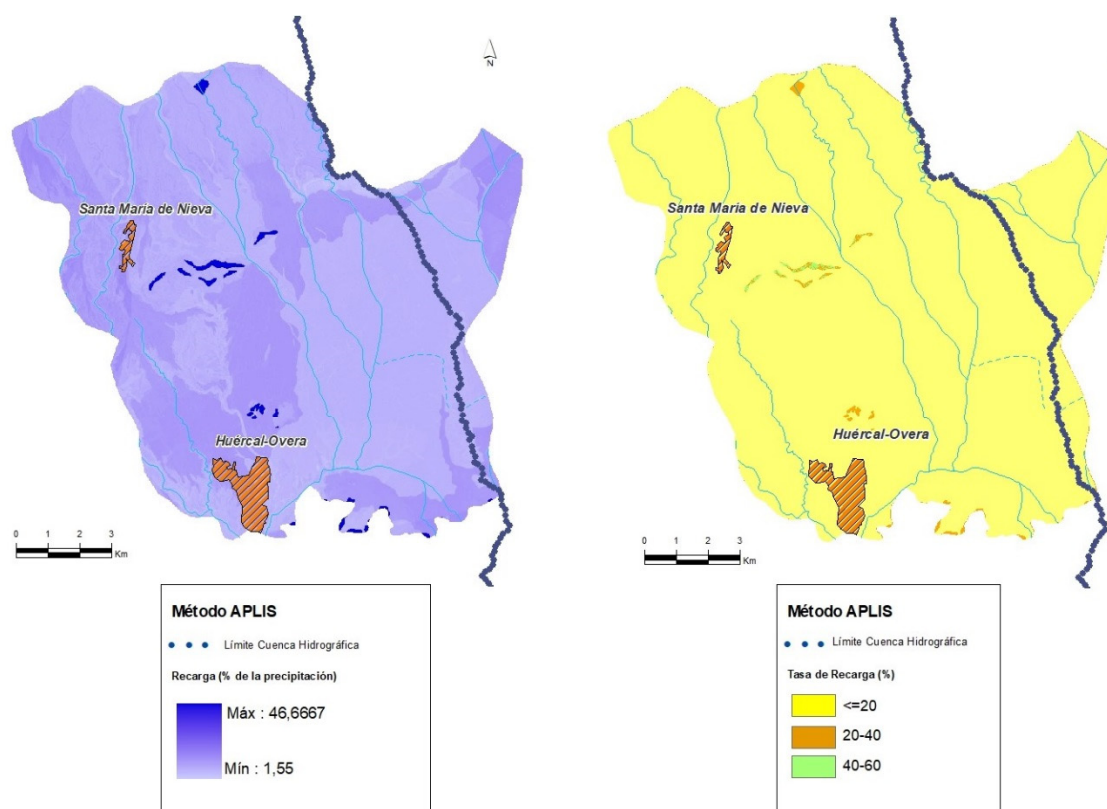 N
Santa Maria de Nieva
Huércal-Overa
0 1 2 3
Km
Método APLIS
Límite Cuenca Hidrográfica
Recarga (% de la precipitación)
Máx : 46,6667
Mín : 1,55
N
Santa Maria de Nieva
Huércal-Overa
0 1 2 3
Km
Método APLIS
Límite Cuenca Hidrográfica
Tasa de Recarga (%)
<=20
20-40
40-60